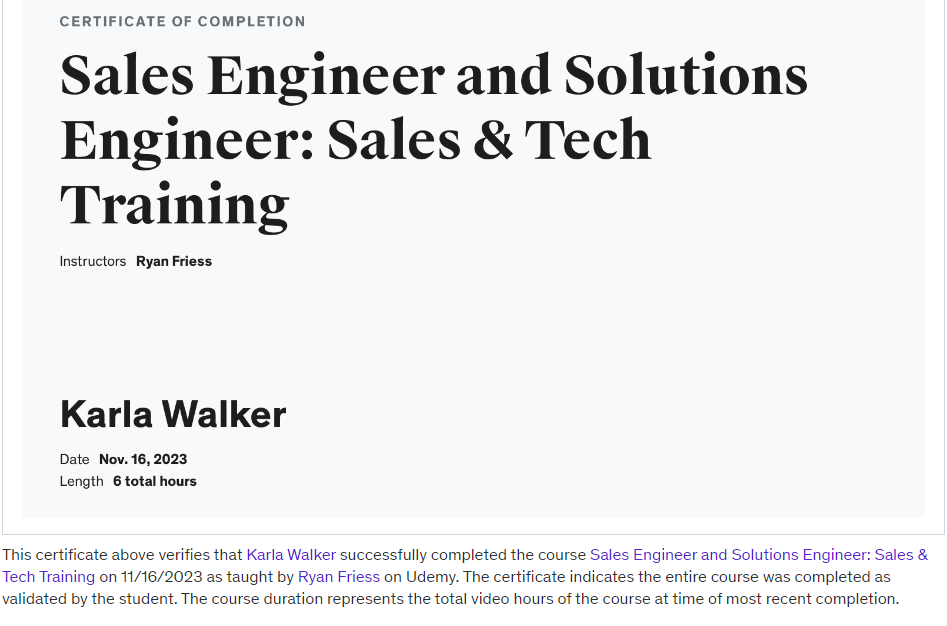 CERTIFICATE OF COMPLETION
Sales Engineer and Solutions
Engineer: Sales & Tech
Training
Instructors Ryan Friess
Karla Walker
Date Nov. 16, 2023
Length 6 total hours
This certificate above verifies that Karla Walker successfully completed the course Sales Engineer and Solutions Engineer: Sales &
Tech Training on 11/16/2023 as taught by Ryan Friess on Udemy. The certificate indicates the entire course was completed as
validated by the student. The course duration represents the total video hours of the course at time of most recent completion.